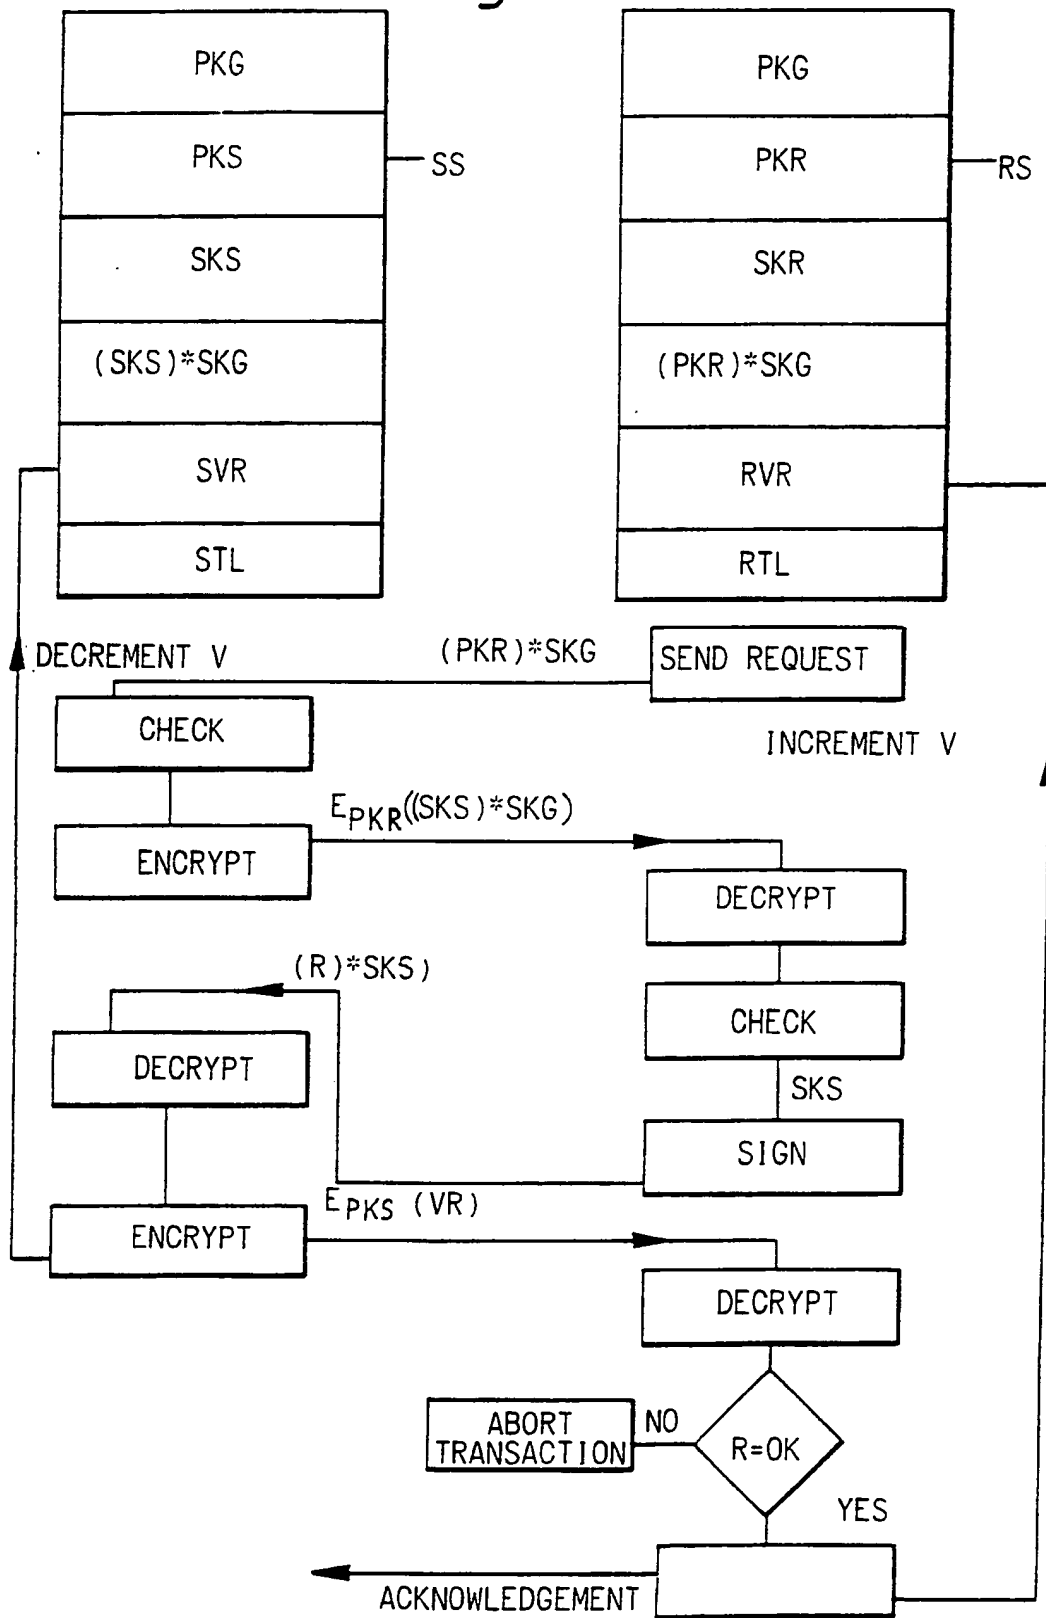 PKG
PKS
SS
SKS
(SKS)*SKG
SVR
STL
PKG
PKR
RS
SKR
(PKR)*SKG
RVR
RTL
DECREMENT V
(PKR)*SKG
SEND REQUEST
CHECK
INCREMENT V
EPKR((SKS)*SKG)
ENCRYPT
DECRYPT
(R)*SKS)
CHECK
DECRYPT
SKS
SIGN
EPKS (VR)
ENCRYPT
DECRYPT
ABORT
TRANSACTION
NO
R=OK
YES
ACKNOWLEDGEMENT